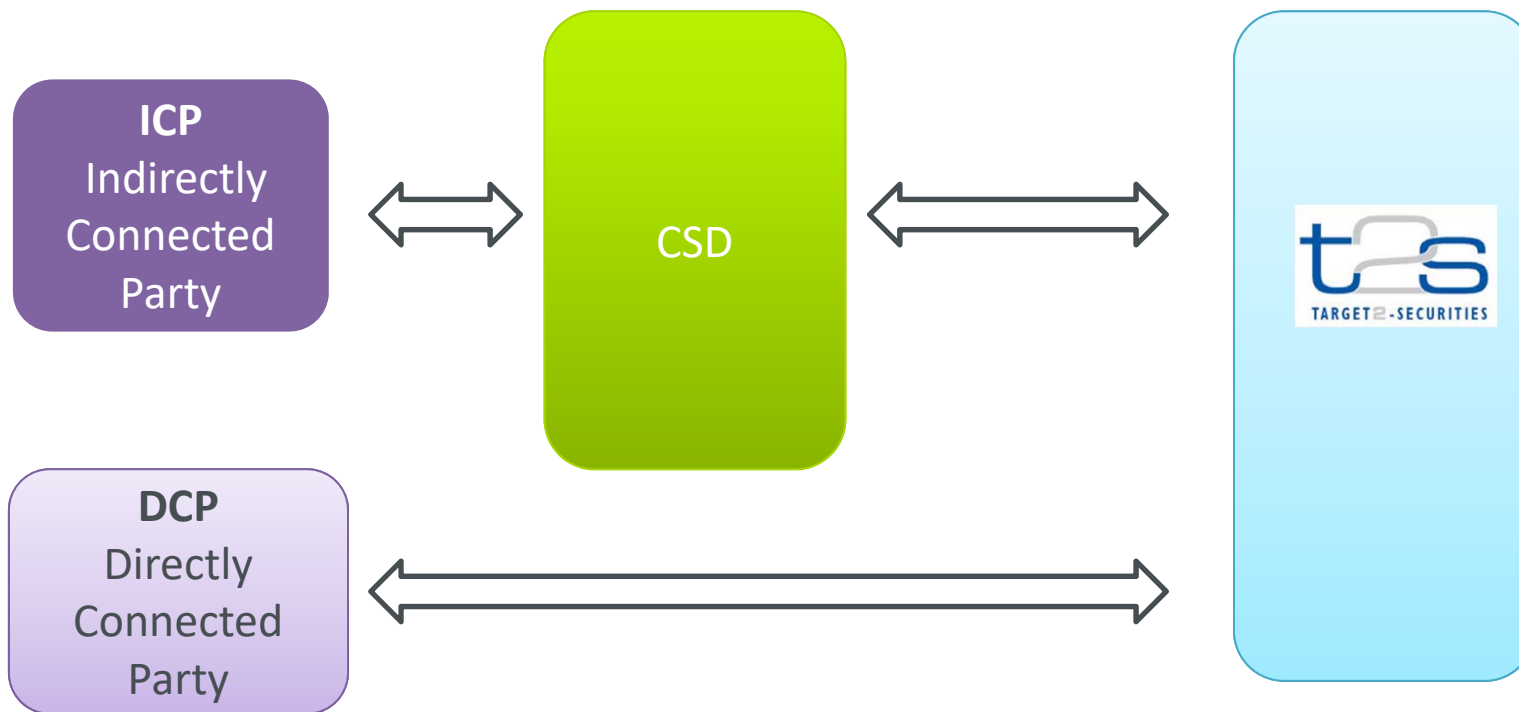 ICP
Indirectly
Connected
Party
CSD
t2s
TARGET2-SECURITIES
DCP
Directly
Connected
Party